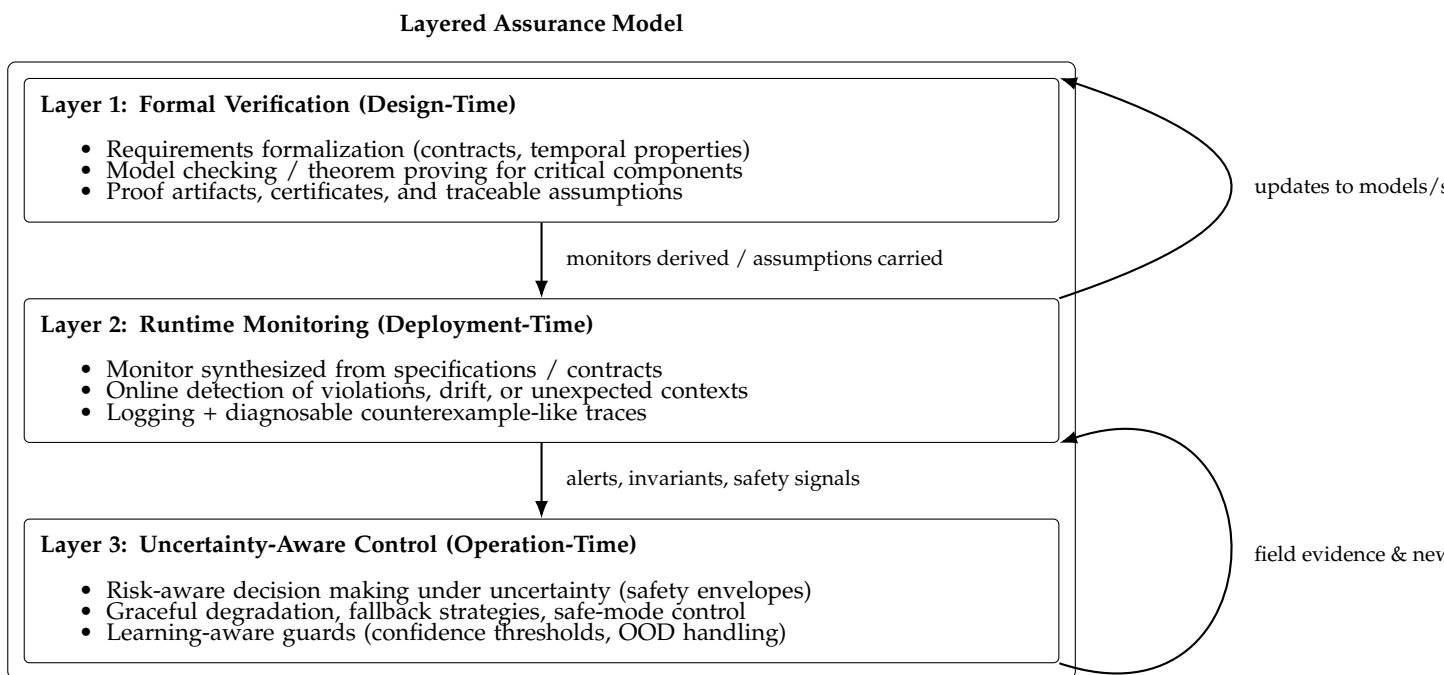 Layered Assurance Model
Layer 1: Formal Verification (Design-Time)
• Requirements formalization (contracts, temporal properties)
• Model checking / theorem proving for critical components
• Proof artifacts, certificates, and traceable assumptions
updates to models/s
monitors derived / assumptions carried
Layer 2: Runtime Monitoring (Deployment-Time)
• Monitor synthesized from specifications / contracts
• Online detection of violations, drift, or unexpected contexts
• Logging + diagnosable counterexample-like traces
alerts, invariants, safety signals
Layer 3: Uncertainty-Aware Control (Operation-Time)
field evidence & new
• Risk-aware decision making under uncertainty (safety envelopes)
• Graceful degradation, fallback strategies, safe-mode control
• Learning-aware guards (confidence thresholds, OOD handling)